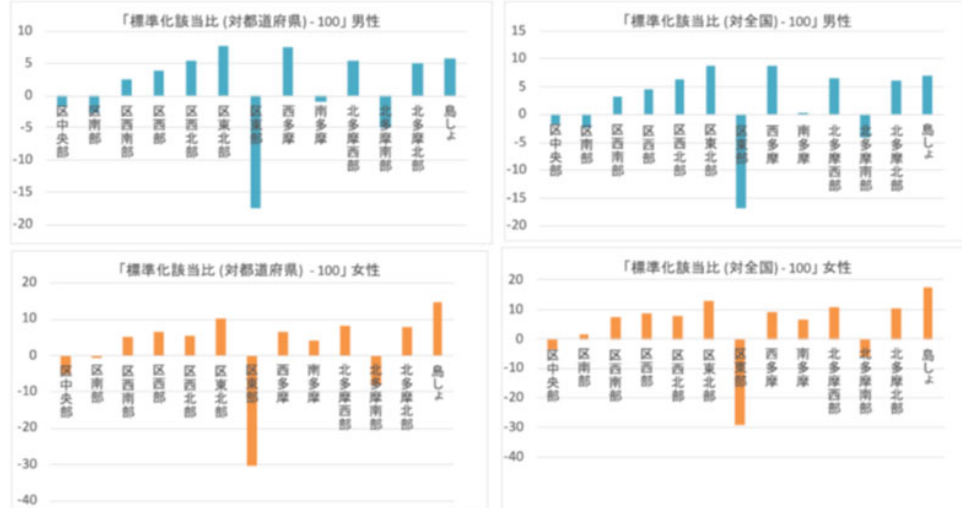 「標準化該当比 (対都道府県) - 100」 男性
10
5
0
-5
-10
-15
-20
区中央部
区南部
区西南部
区西部
区西北部
区東北部
区東部
西多摩
南多摩
北多摩西部
北多摩南部
北多摩北部
島しょ
「標準化該当比 (対全国) - 100」 男性
15
10
5
0
-5
-10
-15
-20
区中央部
区南部
区西南部
区西部
区西北部
区東北部
区東部
西多摩
南多摩
北多摩西部
北多摩南部
北多摩北部
島しょ
「標準化該当比 (対都道府県) - 100」 女性
20
10
0
-10
-20
-30
-40
区中央部
区南部
区西南部
区西部
区西北部
区東北部
区東部
西多摩
南多摩
北多摩西部
北多摩南部
北多摩北部
島しょ
「標準化該当比 (対全国) - 100」 女性
20
10
0
-10
-20
-30
-40
区中央部
区南部
区西南部
区西部
区西北部
区東北部
区東部
西多摩
南多摩
北多摩西部
北多摩南部
北多摩北部
島しょ